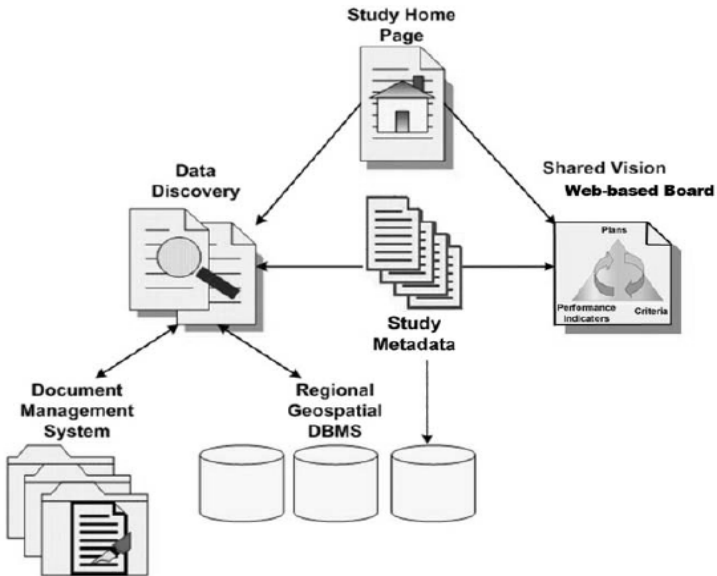 Study Home
Page
Data
Discovery
Shared Vision
Web-based Board
Plans
Performance
Indicaters
Criteria
Study
Metadata
Document
Management
System
Regional
Geospatial
DBMS